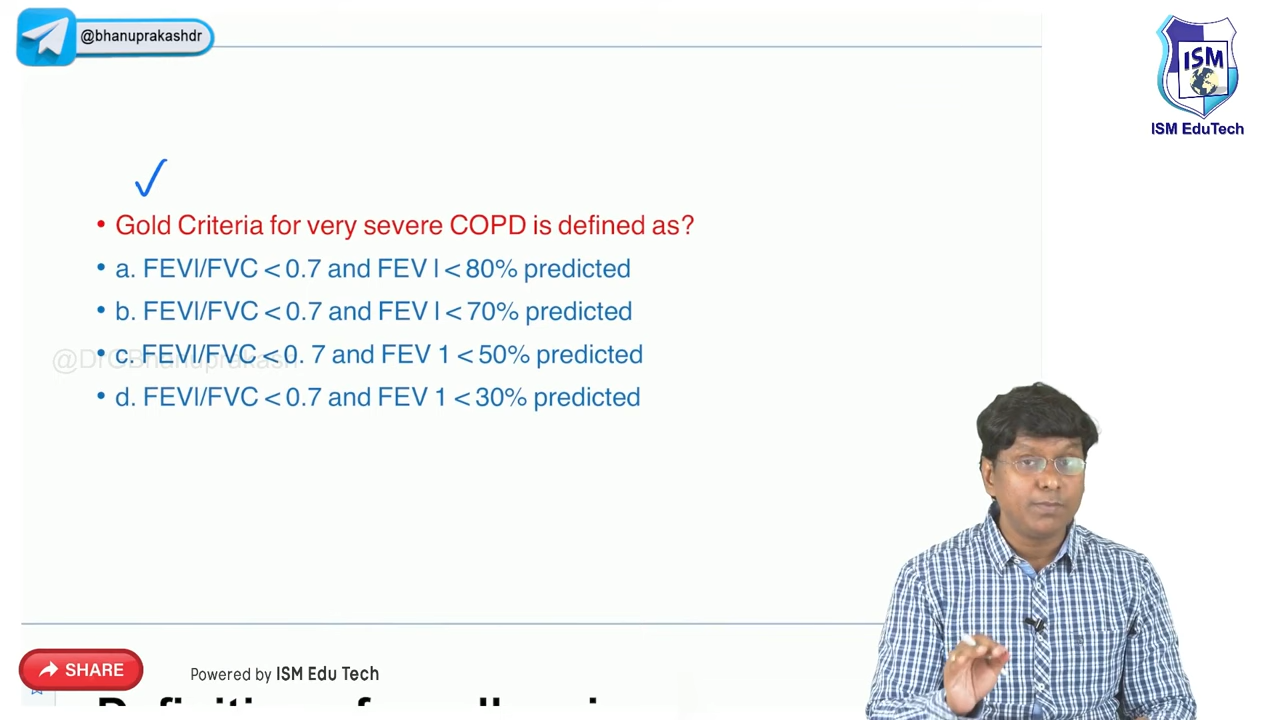 @bhanuprakashdr
ISM
ISM EduTech
• Gold Criteria for very severe COPD is defined as?
• a. FEVI/FVC < 0.7 and FEV I < 80% predicted
• b. FEVI/FVC < 0.7 and FEV I < 70% predicted
• c. FEVI/FVC < 0. 7 and FEV 1 < 50% predicted
• d. FEVI/FVC < 0.7 and FEV 1 < 30% predicted
SHARE
Powered by ISM Edu Tech